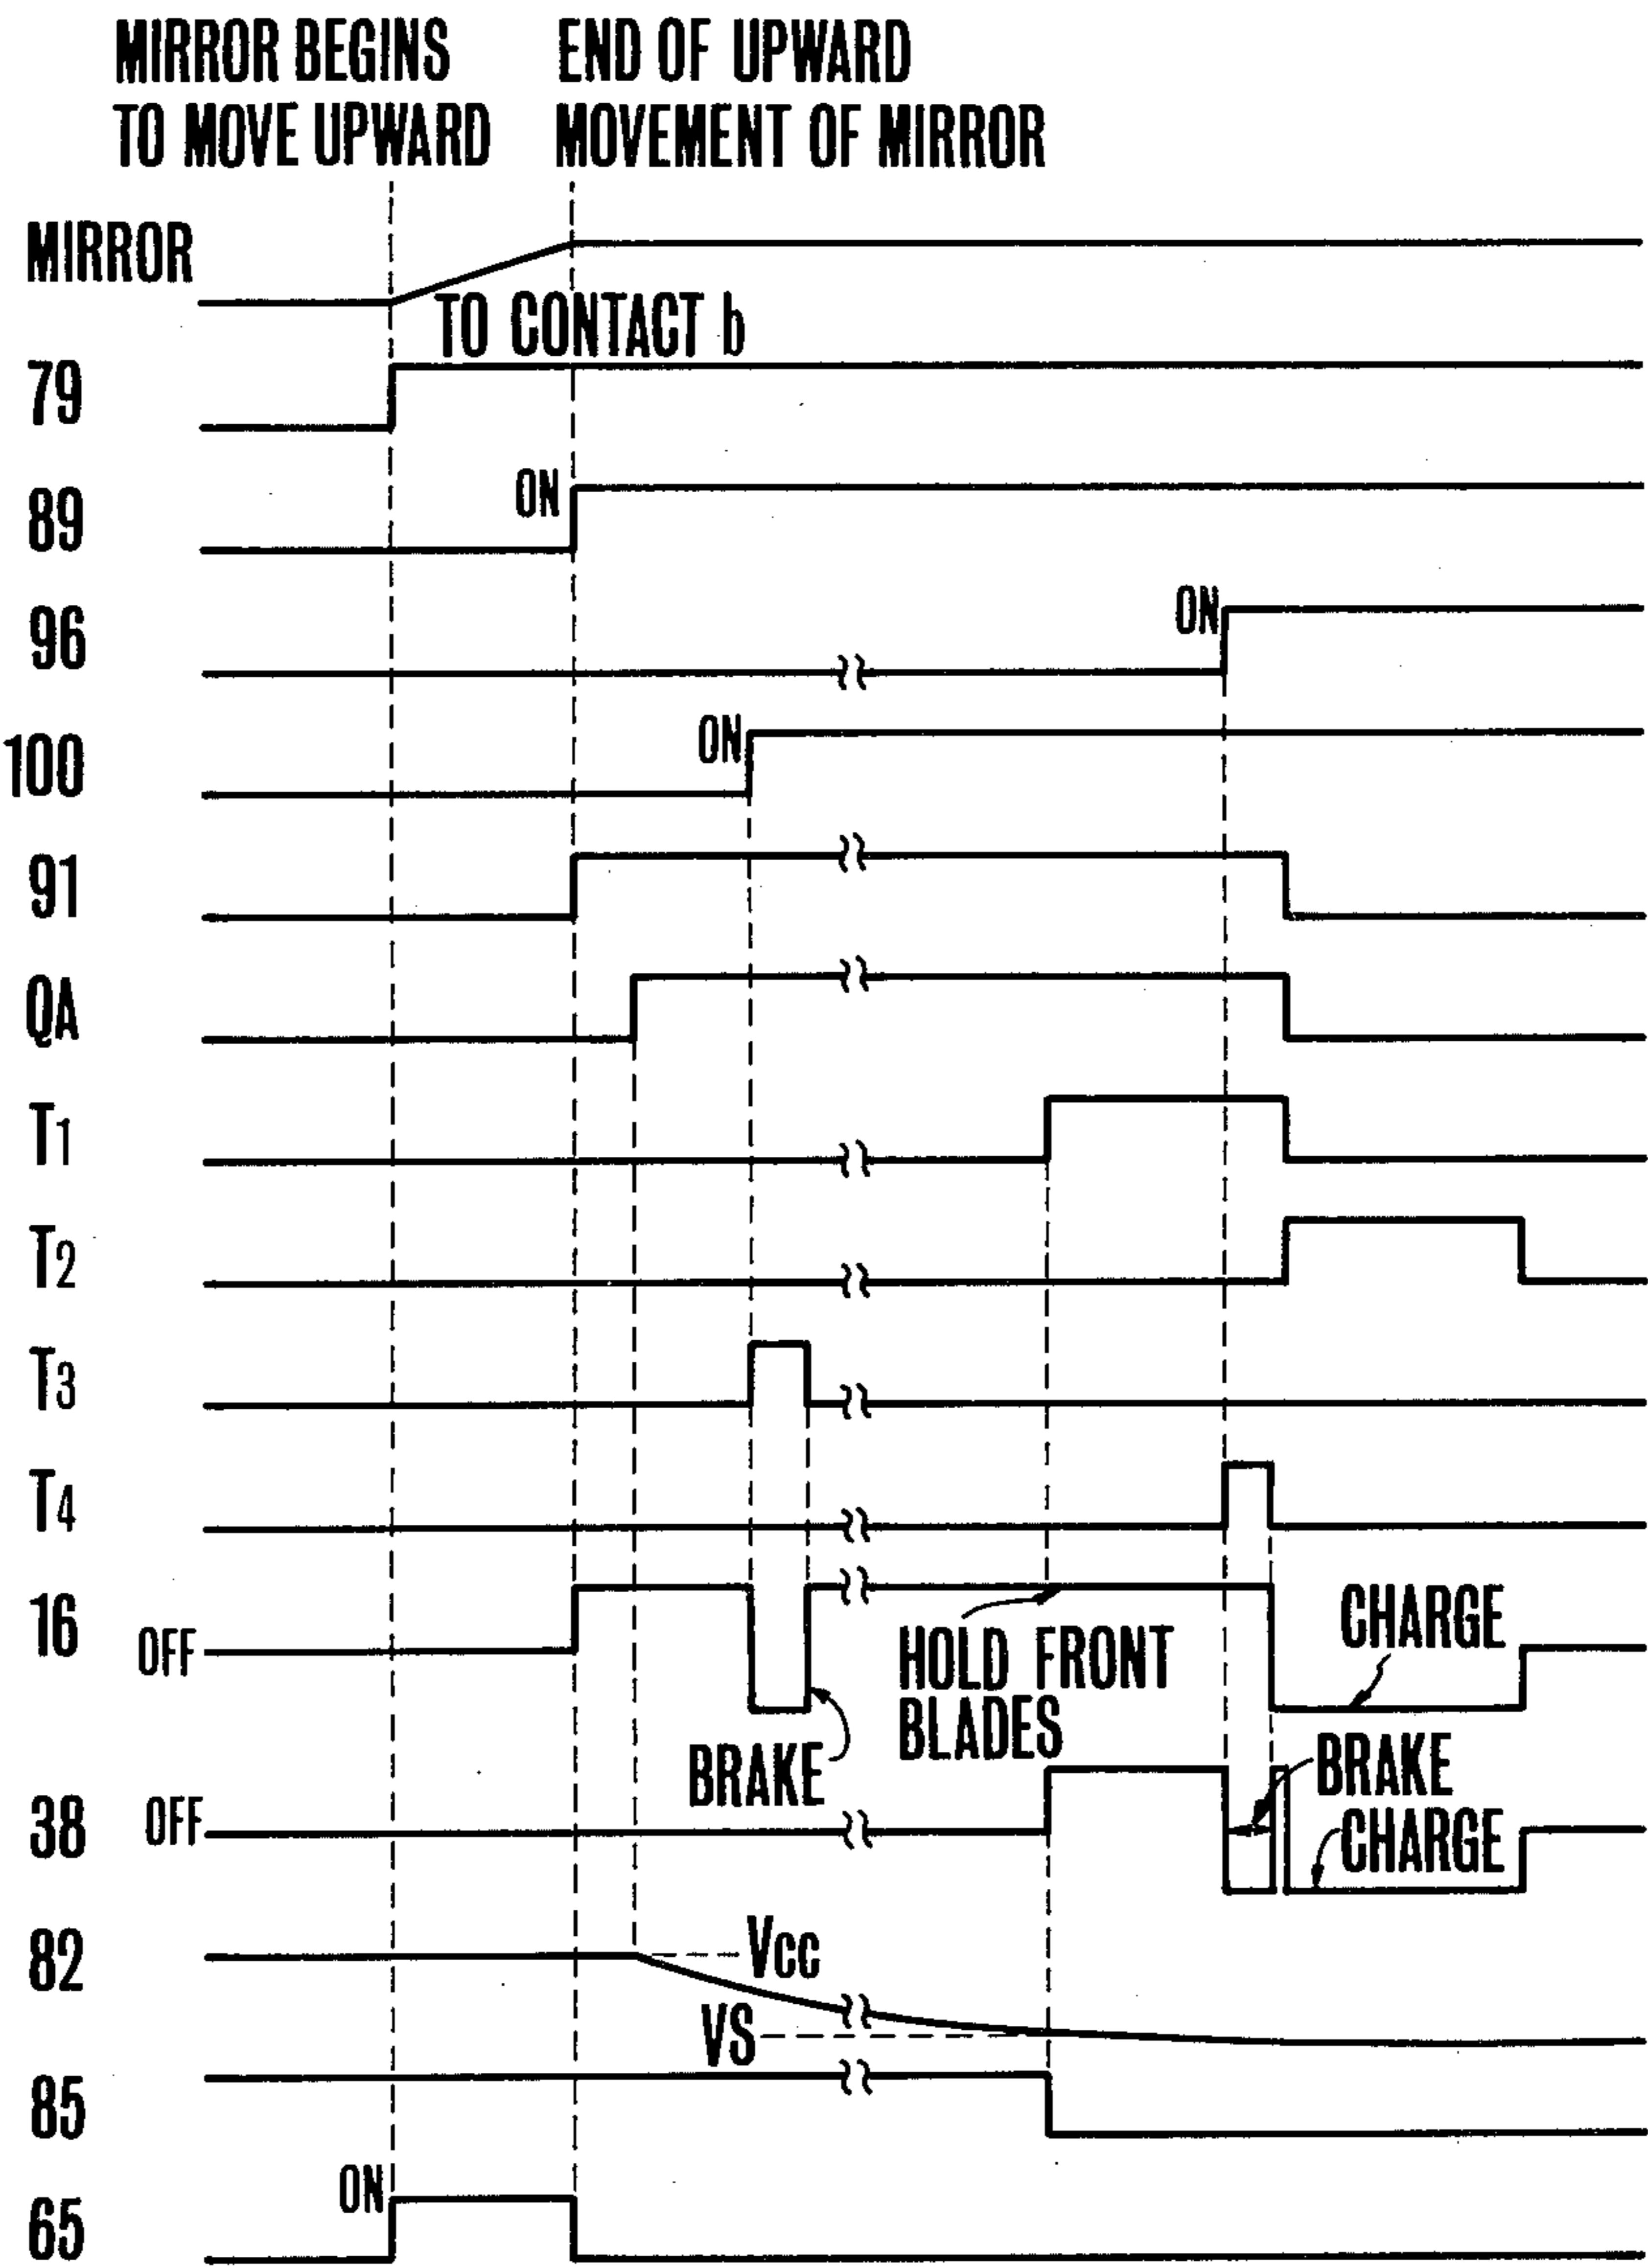 MIRROR BEGINS
TO MOVE UPWARD
END OF UPWARD
MOVEMENT OF MIRROR
MIRROR
TO CONTACT b
79
ON
89
ON
96
ON
100
91
QA
T1
T2
T3
T4
16
OFF
HOLD FRONT
BLADES
CHARGE
BRAKE
BRAKE
38
OFF
CHARGE
82
Vcc
VS
85
ON
65